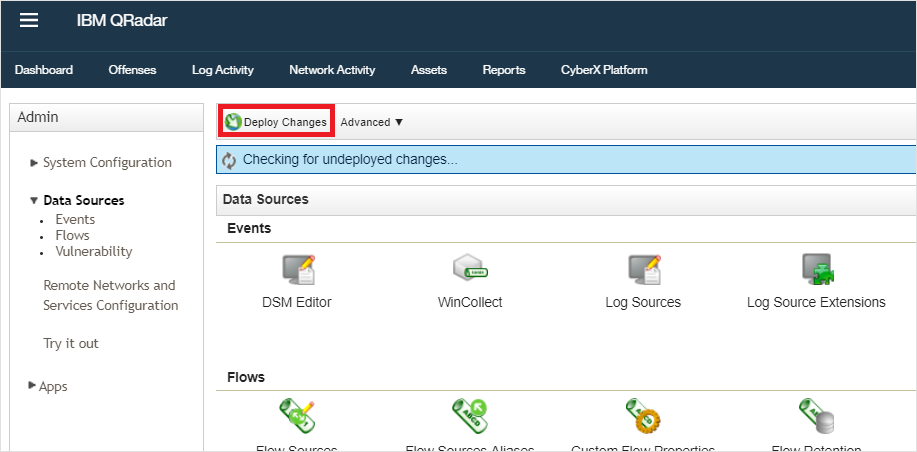 IBM QRadar
Dashboard Offenses Log Activity Network Activity Assets Reports CyberX Platform
Admin
System Configuration
Data Sources
Events
Flows
Vulnerability
Remote Networks and
Services Configuration
Try it out
Apps
Deploy Changes Advanced ▼
Checking for undeployed changes...
Data Sources
Events
DSM Editor WinCollect Log Sources Log Source Extensions
Flows
Flow Sources Flow Sources Aliases Custom Flow Properties Flow Retention